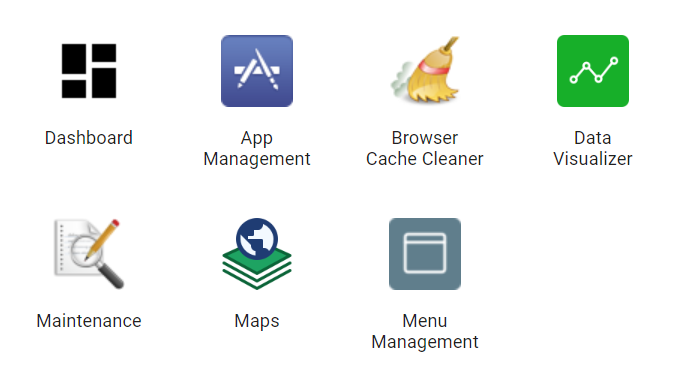 Dashboard
App
Management
Browser
Cache Cleaner
Data
Visualizer
Maintenance
Maps
Menu
Management